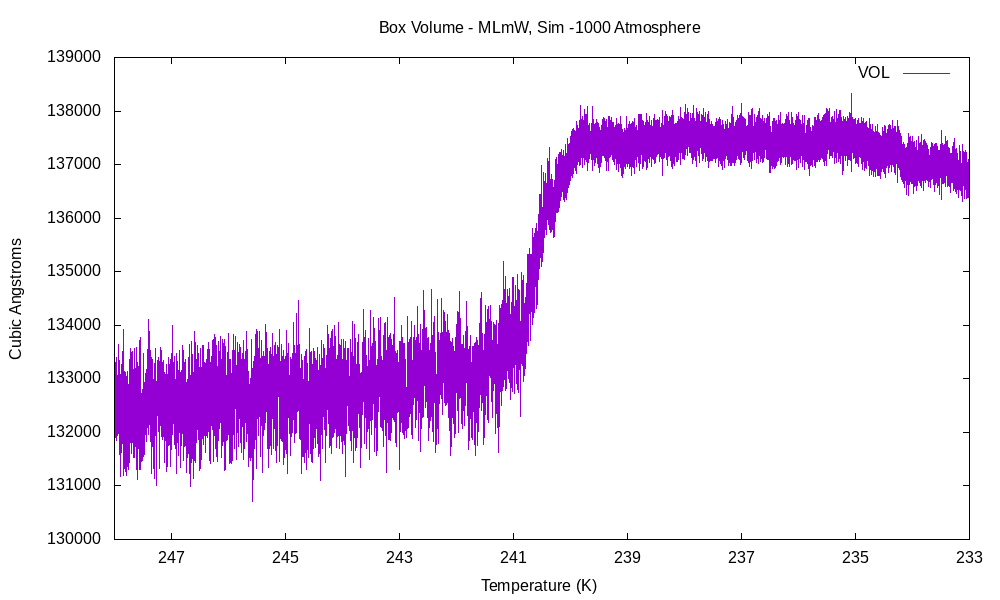 Box Volume - MLmW, Sim -1000 Atmosphere
139000
138000
137000
136000
135000
134000
133000
132000
131000
130000
Cubic Angstroms
VOL
247 245 243 241 239 237 235 233
Temperature (K)